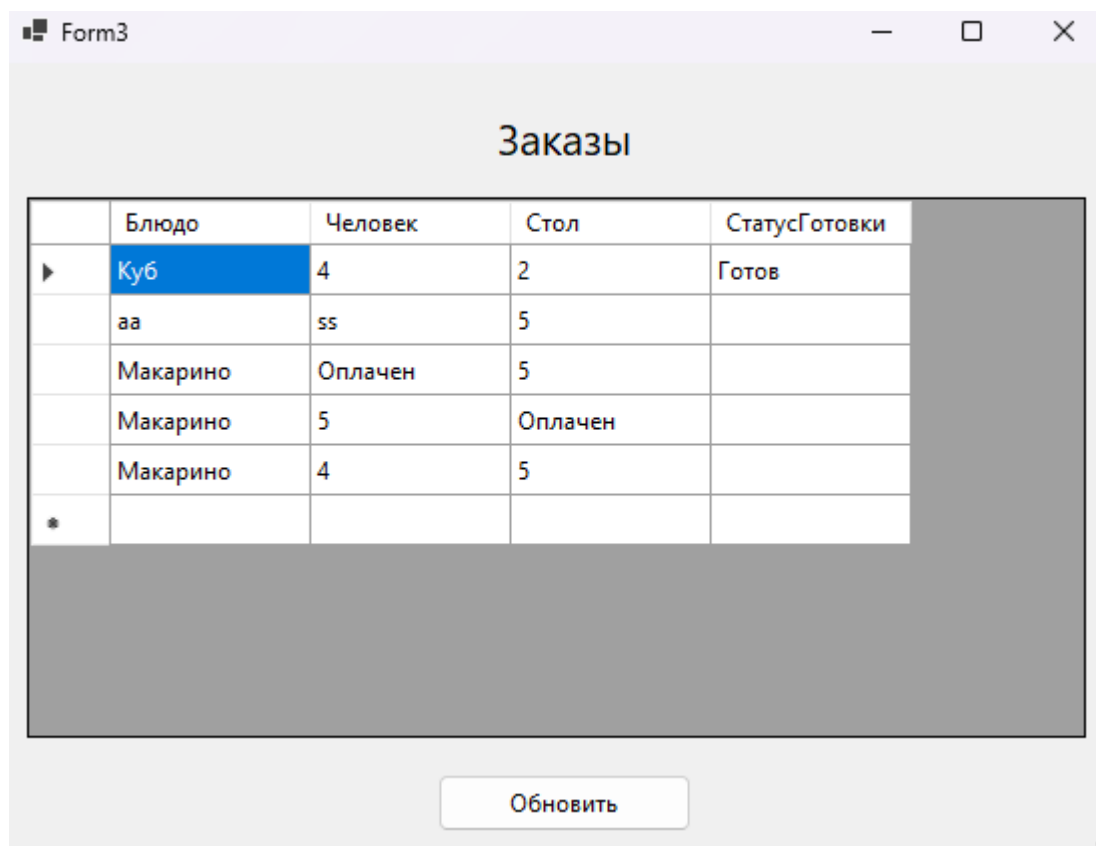 Form3
Заказы
Блюдо Человек Стол СтатусГотовки
Куб 4 2 Готов
аа ss 5
Макарино Оплачен 5
Макарино 5 Оплачен
Макарино 4 5
Обновить